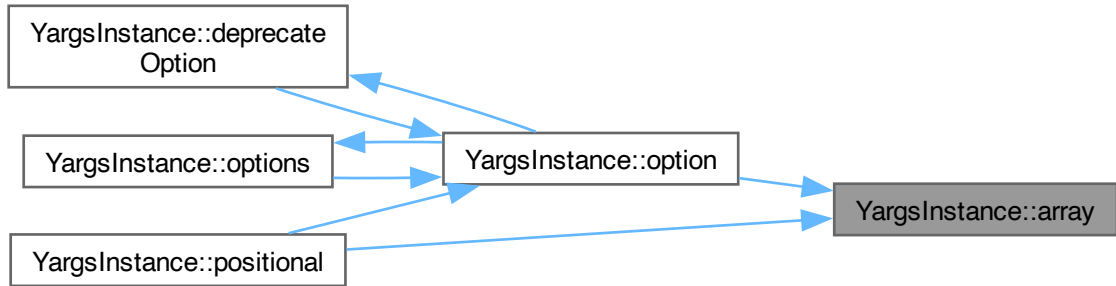 YargsInstance::deprecate
Option
YargsInstance::options
YargsInstance::option
YargsInstance::array
YargsInstance::positional